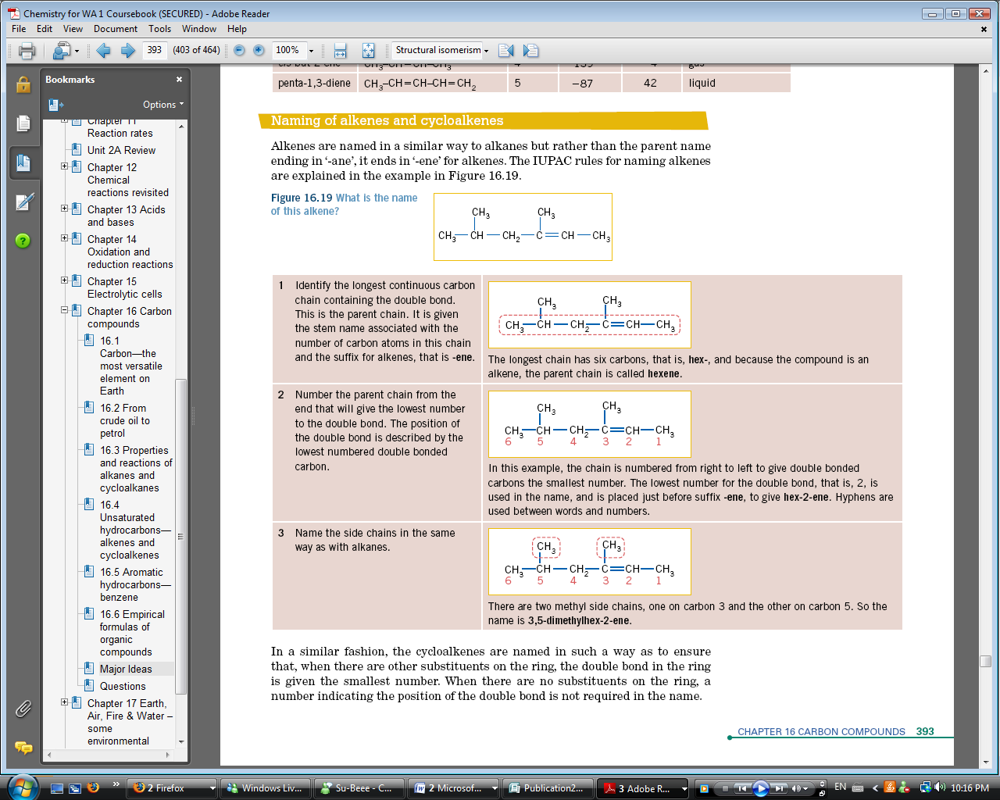 Chemistry for WA 1 Coursebook (SECURED) - Adobe Reader
File Edit View Document Tools Window Help
393 (403 of 464) 100% Structural isomerism
Bookmarks
Options
Chapter 11
Reaction rates
Unit 2A Review
Chapter 12
Chemical
reactions revisited
Chapter 13 Acids
and bases
Chapter 14
Oxidation and
reduction reactions
Chapter 15
Electrolytic cells
Chapter 16 Carbon
compounds
16.1
Carbon—the
most versatile
element on
Earth
16.2 From
crude oil to
petrol
16.3 Properties
and reactions of
alkanes and
cycloalkanes
16.4
Unsaturated
hydrocarbons—
alkenes and
cycloalkenes
16.5 Aromatic
hydrocarbons—
benzene
16.6 Empirical
formulas of
organic
compounds
Major Ideas
Questions
Chapter 17 Earth,
Air, Fire & Water –
some
environmental
cis-but-2-ene CH₃–CH=CH–CH₃ 4 −139 4 gas
penta-1,3-diene CH₃–CH=CH–CH=CH₂ 5 −87 42 liquid
Naming of alkenes and cycloalkenes
Alkenes are named in a similar way to alkanes but rather than the parent name
ending in ‘-ane’, it ends in ‘-ene’ for alkenes. The IUPAC rules for naming alkenes
are explained in the example in Figure 16.19.
Figure 16.19 What is the name
of this alkene?
CH₃ CH₃
CH₃—CH—CH₂—C=CH—CH₃
1 Identify the longest continuous carbon
chain containing the double bond.
This is the parent chain. It is given
the stem name associated with the
number of carbon atoms in this chain
and the suffix for alkenes, that is -ene.
CH₃ CH₃
CH₃—CH—CH₂—C=CH—CH₃
The longest chain has six carbons, that is, hex-, and because the compound is an
alkene, the parent chain is called hexene.
2 Number the parent chain from the
end that will give the lowest number
to the double bond. The position of
the double bond is described by the
lowest numbered double bonded
carbon.
CH₃ CH₃
CH₃—CH—CH₂—C=CH—CH₃
6 5 4 3 2 1
In this example, the chain is numbered from right to left to give double bonded
carbons the smallest number. The lowest number for the double bond, that is, 2, is
used in the name, and is placed just before suffix -ene, to give hex-2-ene. Hyphens are
used between words and numbers.
3 Name the side chains in the same
way as with alkanes.
CH₃ CH₃
CH₃—CH—CH₂—C=CH—CH₃
6 5 4 3 2 1
There are two methyl side chains, one on carbon 3 and the other on carbon 5. So the
name is 3,5-dimethylhex-2-ene.
In a similar fashion, the cycloalkenes are named in such a way as to ensure
that, when there are other substituents on the ring, the double bond in the ring
is given the smallest number. When there are no substituents on the ring, a
number indicating the position of the double bond is not required in the name.
CHAPTER 16 CARBON COMPOUNDS 393
2 Firefox Windows Liv... Su-Beee - C... 2 Microsof... Publication2... 3 Adobe R... EN 10:16 PM